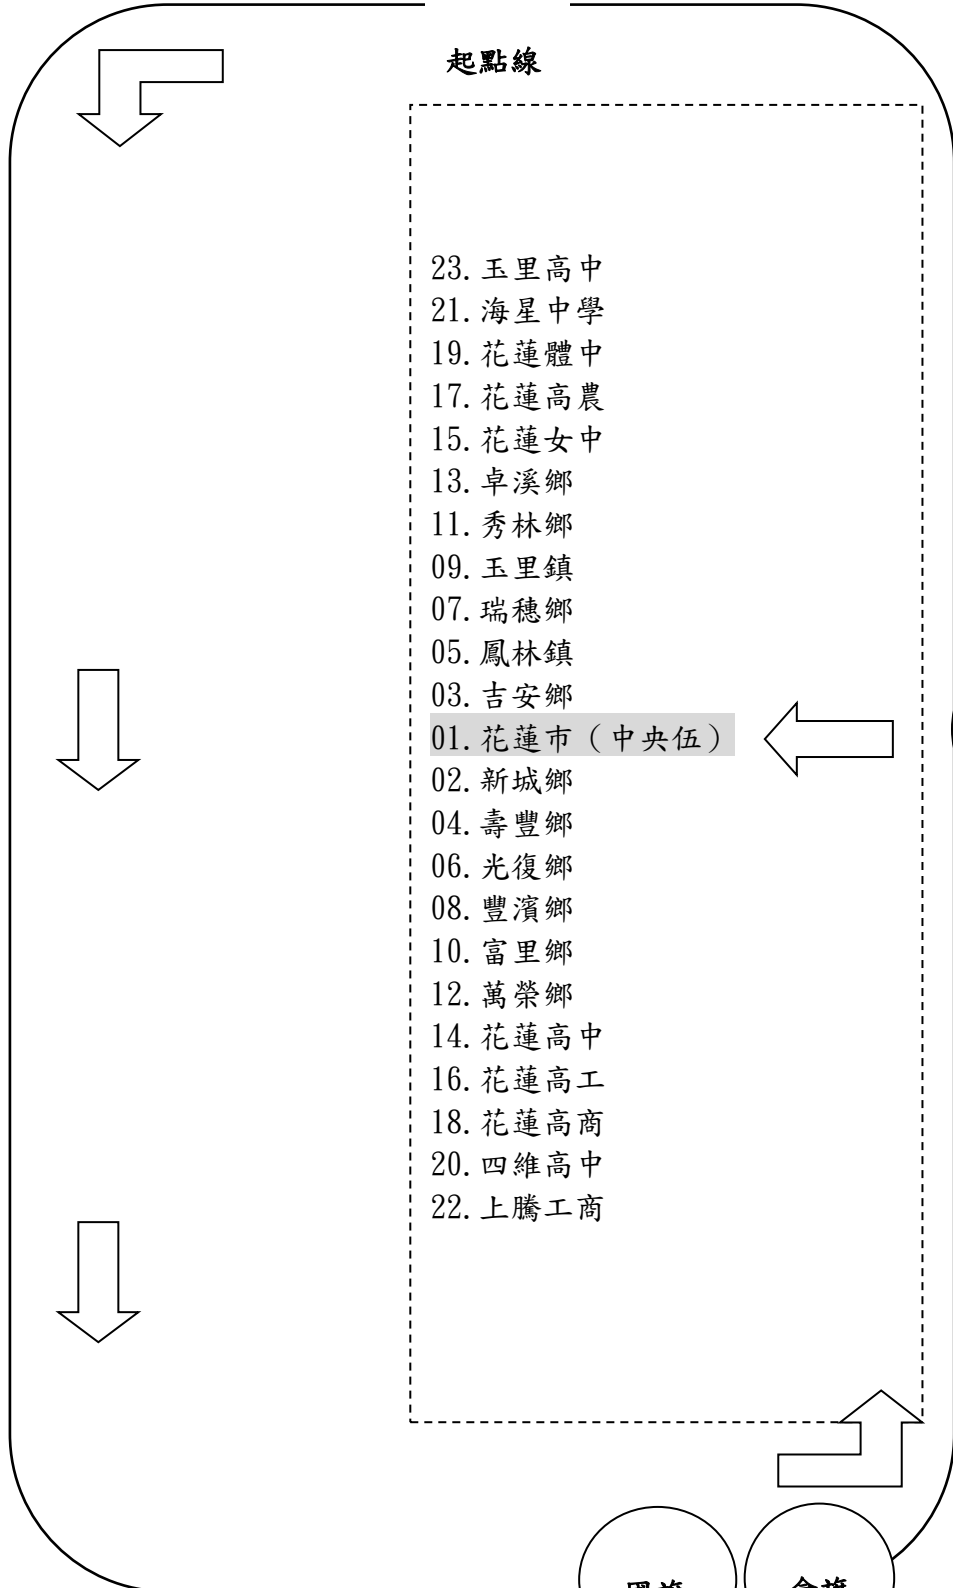 起點線
23.玉里高中
21.海星中學
19.花蓮體中
17.花蓮高農
15.花蓮女中
13.卓溪鄉
11.秀林鄉
09.玉里鎮
07.瑞穗鄉
05.鳳林鎮
03.吉安鄉
01.花蓮市（中央伍）
02.新城鄉
04.壽豐鄉
06.光復鄉
08.豐濱鄉
10.富里鄉
12.萬榮鄉
14.花蓮高中
16.花蓮高工
18.花蓮高商
20.四維高中
22.上騰工商